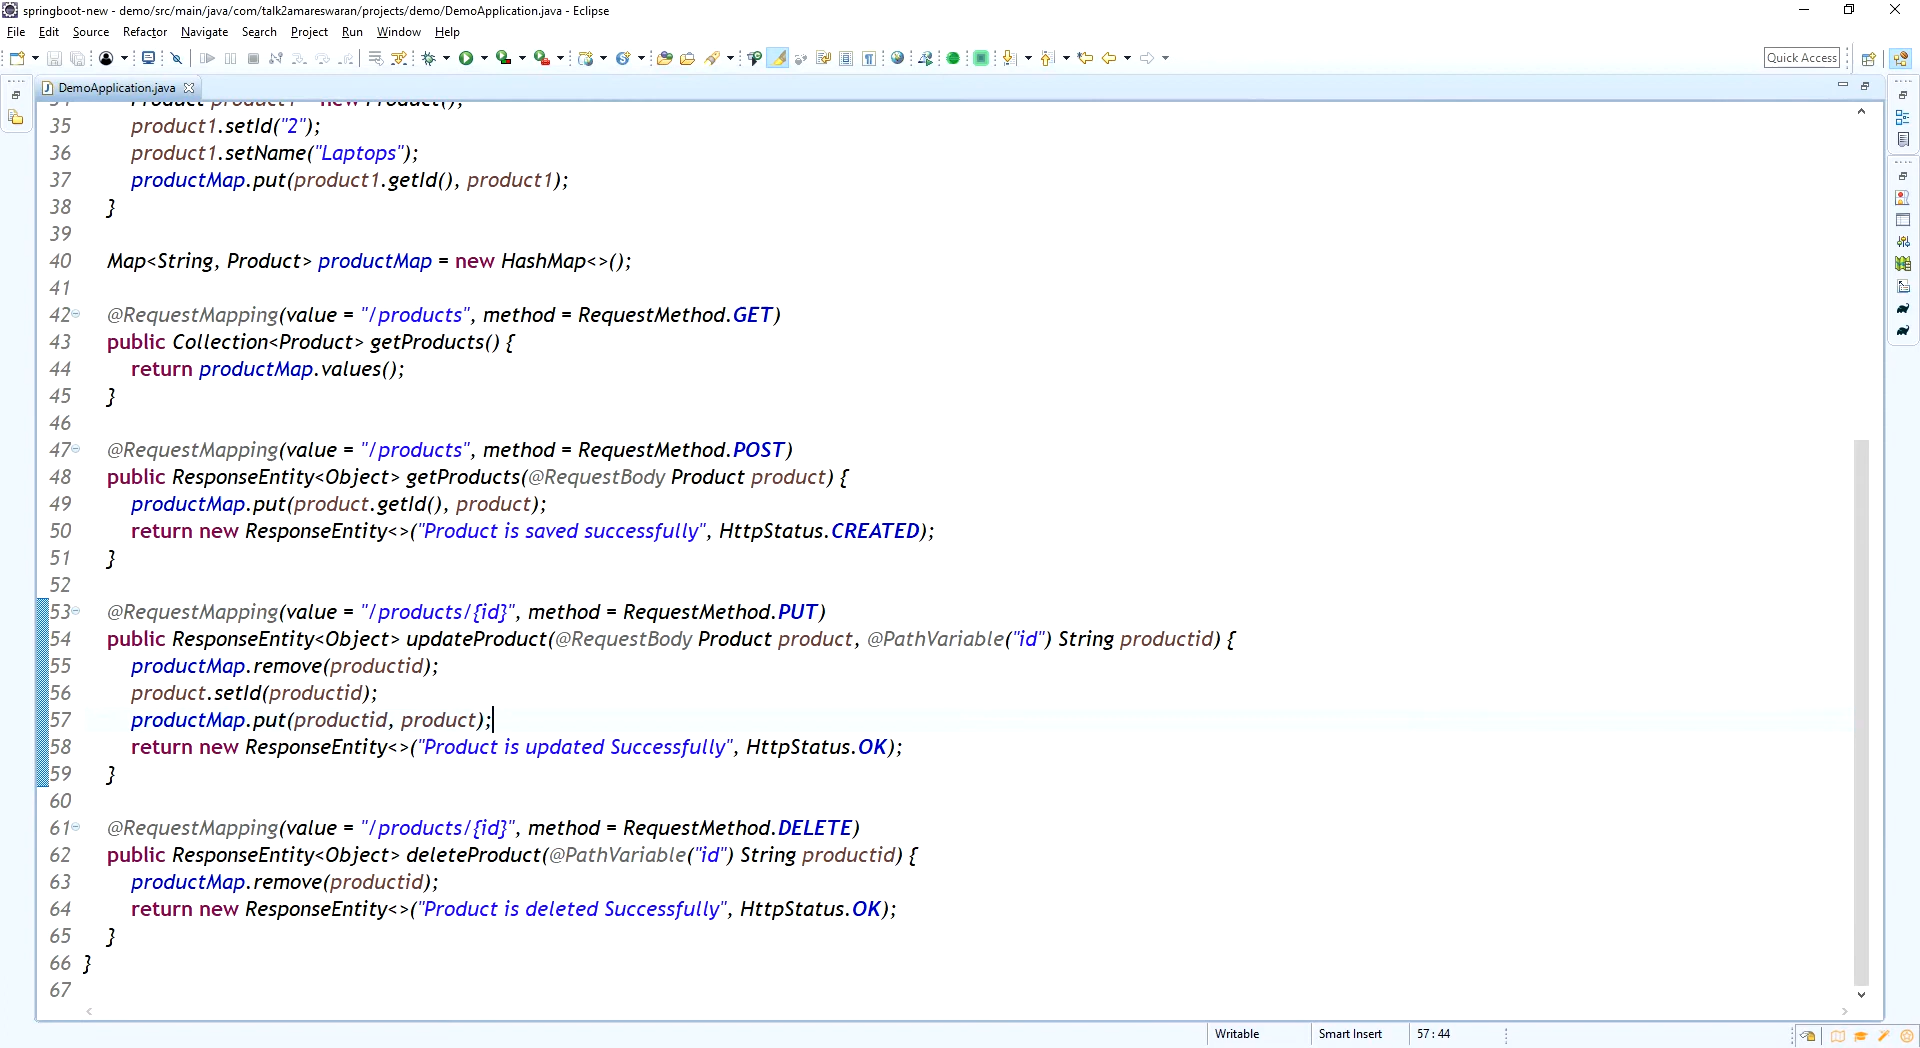 springboot-new - demo/src/main/java/com/talk2amareswaran/projects/demo/DemoApplication.java - Eclipse
File Edit Source Refactor Navigate Search Project Run Window Help
Quick Access
DemoApplication.java
34 Product product1 = new Product();
35 product1.setId("2");
36 product1.setName("Laptops");
37 productMap.put(product1.getId(), product1);
38 }
39
40 Map<String, Product> productMap = new HashMap<>();
41
42 @RequestMapping(value = "/products", method = RequestMethod.GET)
43 public Collection<Product> getProducts() {
44 return productMap.values();
45 }
46
47 @RequestMapping(value = "/products", method = RequestMethod.POST)
48 public ResponseEntity<Object> getProducts(@RequestBody Product product) {
49 productMap.put(product.getId(), product);
50 return new ResponseEntity<>("Product is saved successfully", HttpStatus.CREATED);
51 }
52
53 @RequestMapping(value = "/products/{id}", method = RequestMethod.PUT)
54 public ResponseEntity<Object> updateProduct(@RequestBody Product product, @PathVariable("id") String productid) {
55 productMap.remove(productid);
56 product.setId(productid);
57 productMap.put(productid, product);
58 return new ResponseEntity<>("Product is updated Successfully", HttpStatus.OK);
59 }
60
61 @RequestMapping(value = "/products/{id}", method = RequestMethod.DELETE)
62 public ResponseEntity<Object> deleteProduct(@PathVariable("id") String productid) {
63 productMap.remove(productid);
64 return new ResponseEntity<>("Product is deleted Successfully", HttpStatus.OK);
65 }
66 }
67
Writable Smart Insert 57 : 44